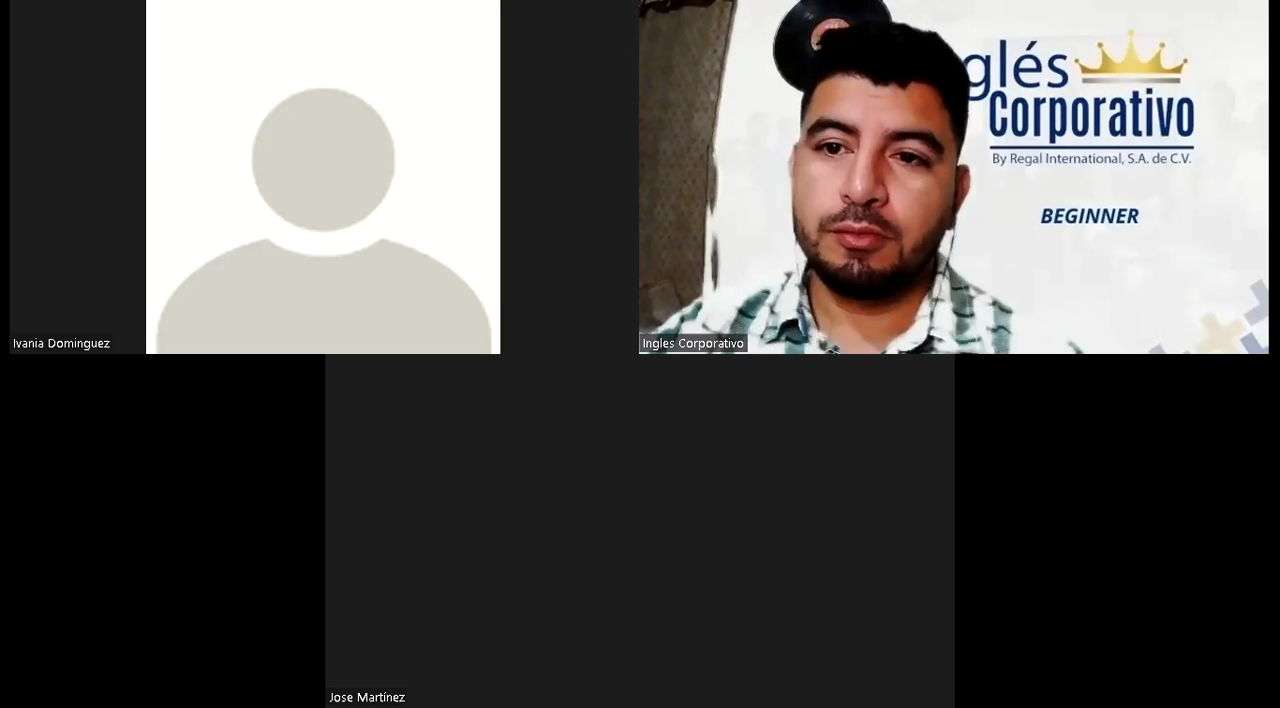 glés
Corporativo
By Regal International, S.A. de C.V.
BEGINNER
Ivania Dominguez
Ingles Corporativo
Jose Martínez